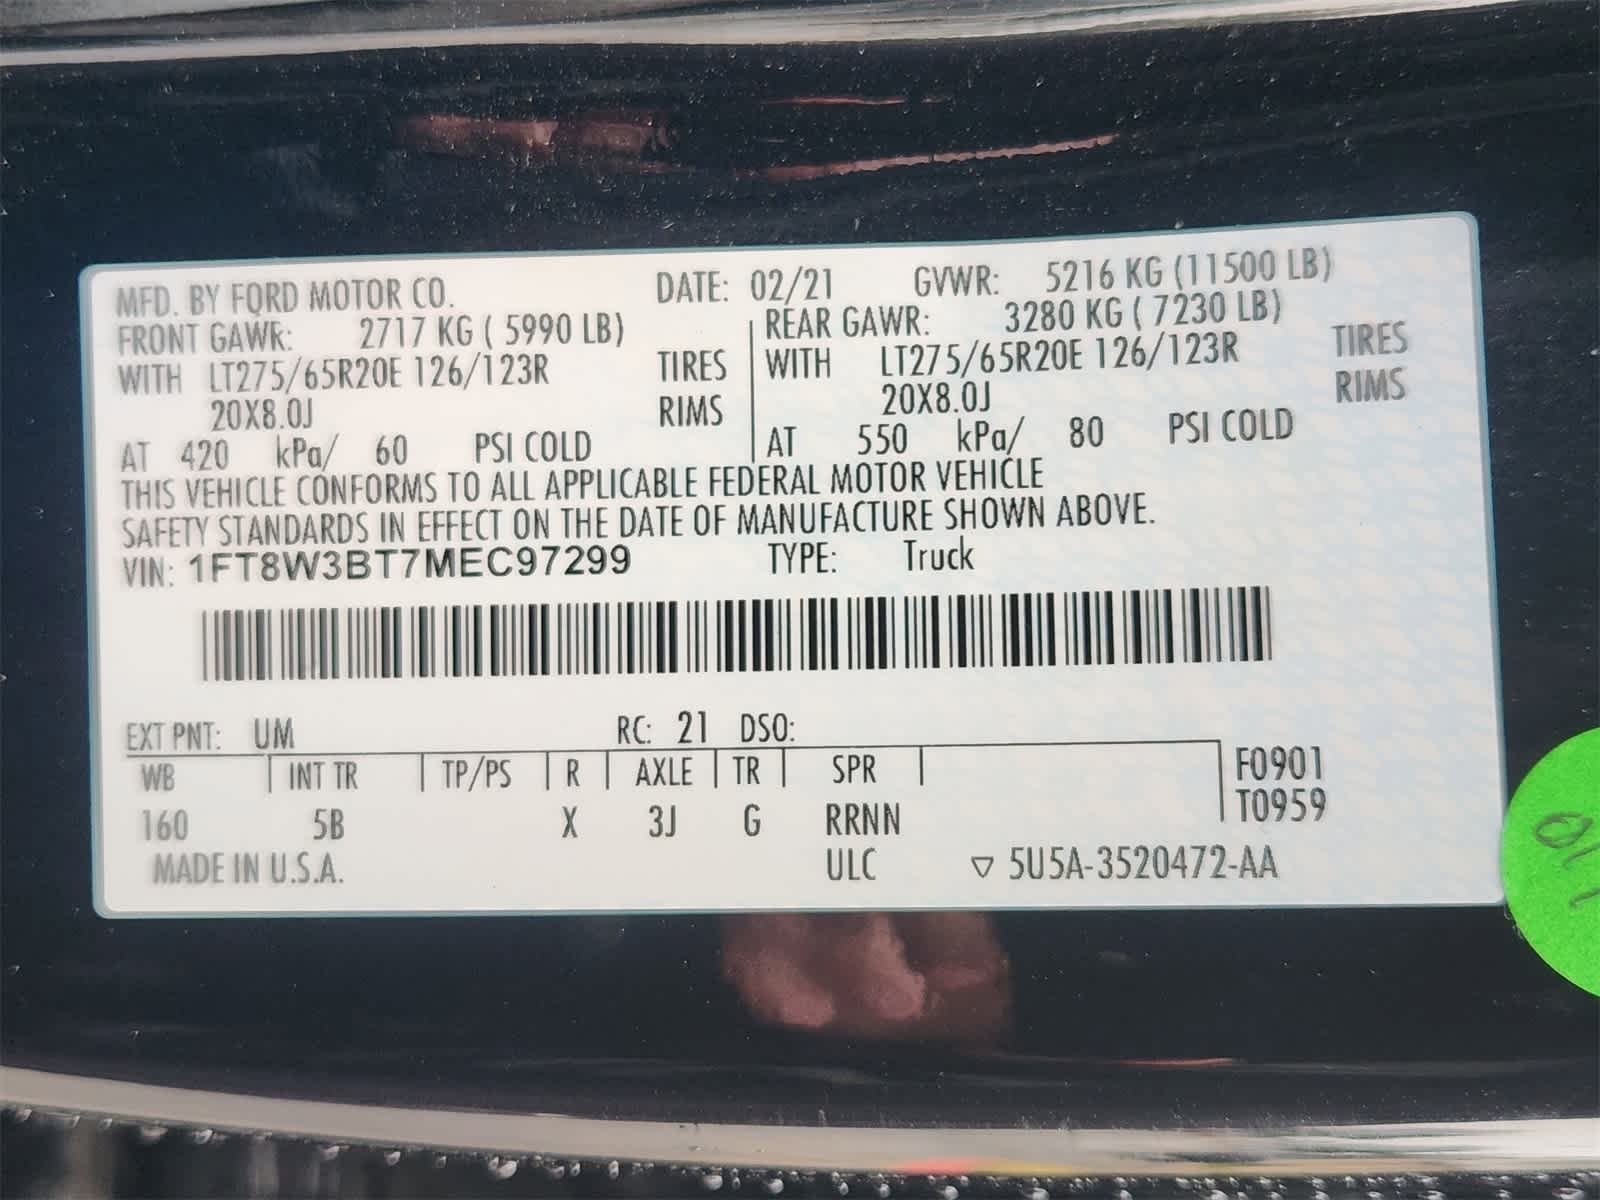 MFD. BY FORD MOTOR CO. DATE: 02/21 GVWR: 5216 KG (11500 LB)
FRONT GAWR: 2717 KG ( 5990 LB) REAR GAWR: 3280 KG ( 7230 LB)
WITH LT275/65R20E 126/123R TIRES WITH LT275/65R20E 126/123R TIRES
20X8.0J RIMS 20X8.0J RIMS
AT 420 kPa/ 60 PSI COLD AT 550 kPa/ 80 PSI COLD
THIS VEHICLE CONFORMS TO ALL APPLICABLE FEDERAL MOTOR VEHICLE
SAFETY STANDARDS IN EFFECT ON THE DATE OF MANUFACTURE SHOWN ABOVE.
VIN: 1FT8W3BT7MEC97299 TYPE: Truck
EXT PNT: UM RC: 21 DSO:
WB INT TR TP/PS R AXLE TR SPR F0901
160 5B X 3J G RRNN T0959
MADE IN U.S.A. ULC ▽ 5U5A-3520472-AA